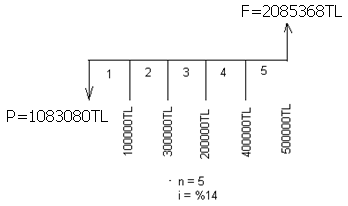 F=2085368TL
1 2 3 4 5
P=1083080TL
100000TL
300000TL
200000TL
400000TL
500000TL
- n = 5
i = %14